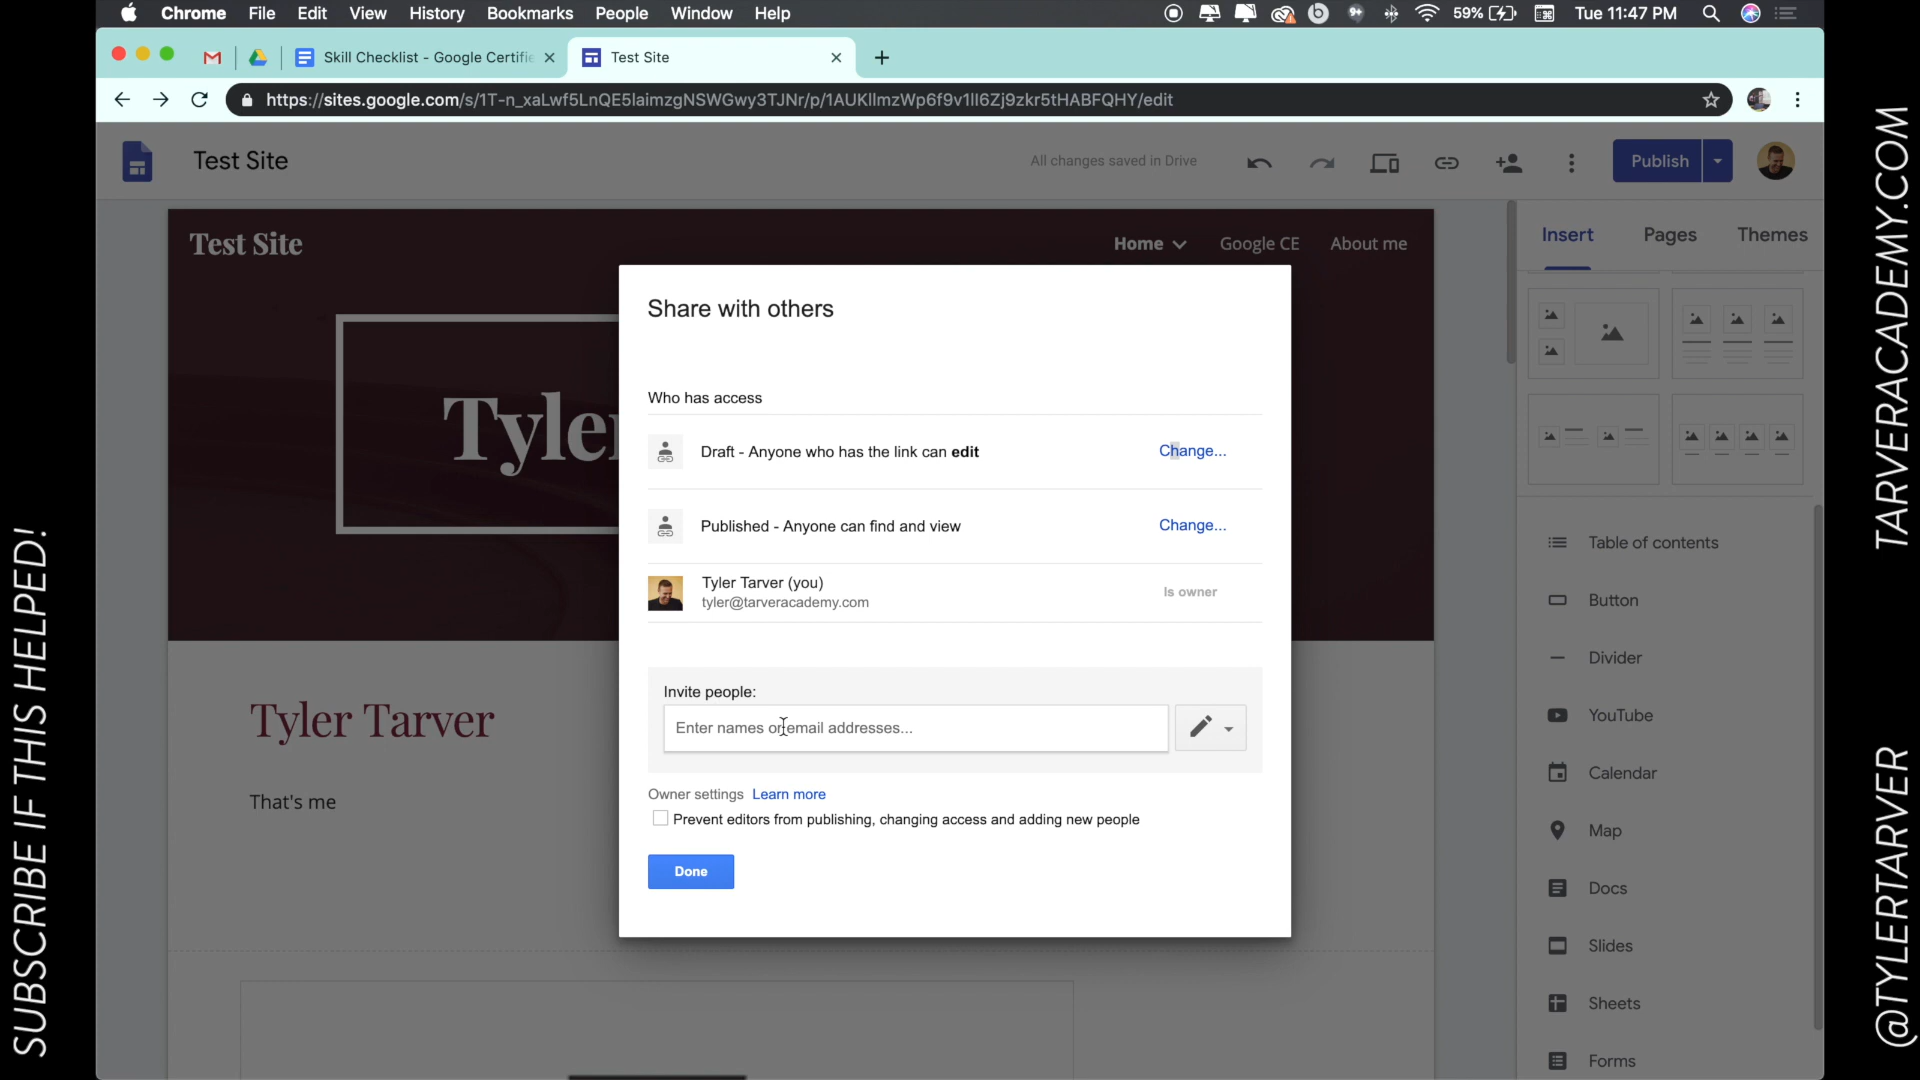 Chrome File Edit View History Bookmarks People Window Help
59% Tue 11:47 PM
Skill Checklist - Google Certifie
Test Site
https://sites.google.com/s/1T-n_xaLwf5LnQE5laimzgNSWGwy3TJNr/p/1AUKllmzWp6f9v1lI6Zj9zkr5tHABFQHY/edit
Test Site
All changes saved in Drive
Publish
Test Site
Home Google CE About me
Insert Pages Themes
Tyler
Share with others
Who has access
Draft - Anyone who has the link can edit
Change...
Published - Anyone can find and view
Change...
Tyler Tarver (you)
tyler@tarveracademy.com
Is owner
Invite people:
Enter names or email addresses...
Owner settings Learn more
Prevent editors from publishing, changing access and adding new people
Done
Tyler Tarver
That's me
Table of contents
Button
Divider
YouTube
Calendar
Map
Docs
Slides
Sheets
Forms
SUBSCRIBE IF THIS HELPED!
TARVERACADEMY.COM
@TYLERTARVER